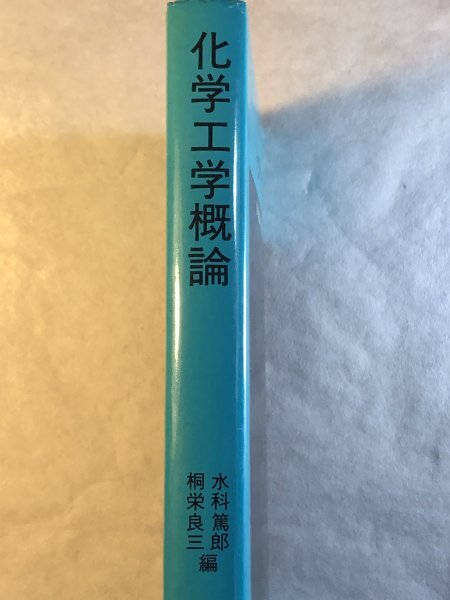 化学工学概論
水科篤郎
桐栄良三
編